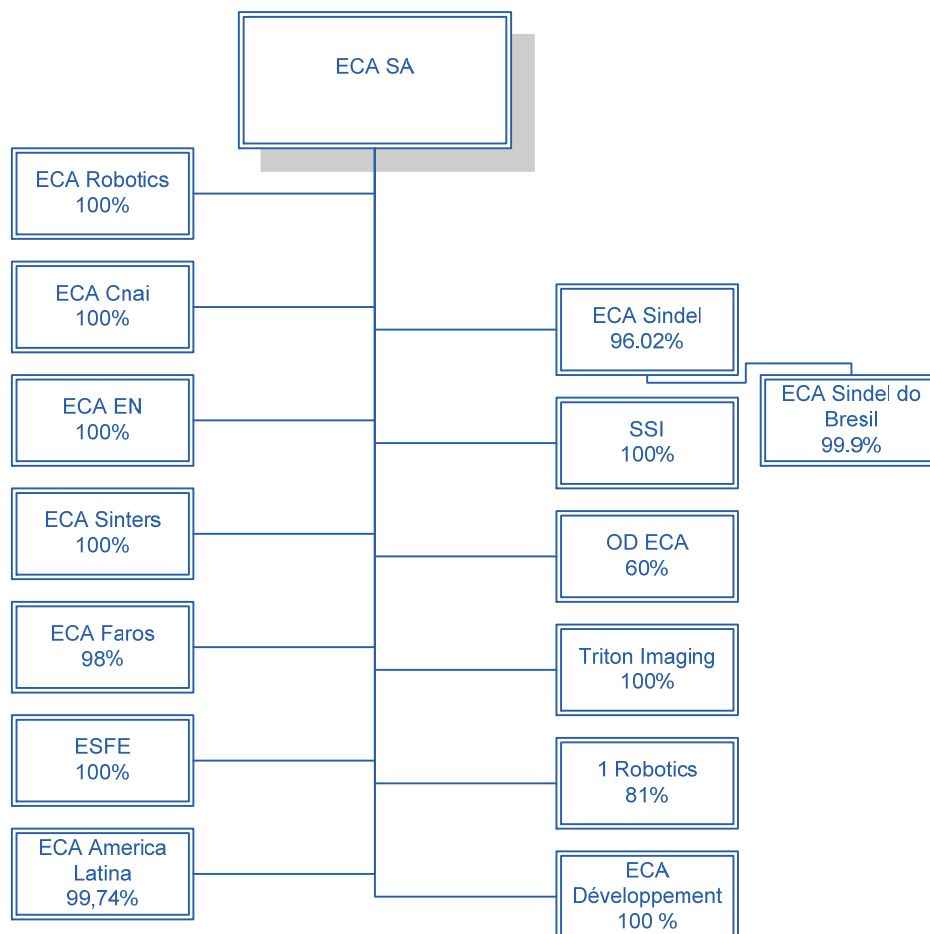 ECA SA
ECA Robotics
100%
ECA Cnai
100%
ECA EN
100%
ECA Sinters
100%
ECA Faros
98%
ESFE
100%
ECA America
Latina
99,74%
ECA Sindel
96.02%
ECA Sindel do
Bresil
99.9%
SSI
100%
OD ECA
60%
Triton Imaging
100%
1 Robotics
81%
ECA
Développement
100 %